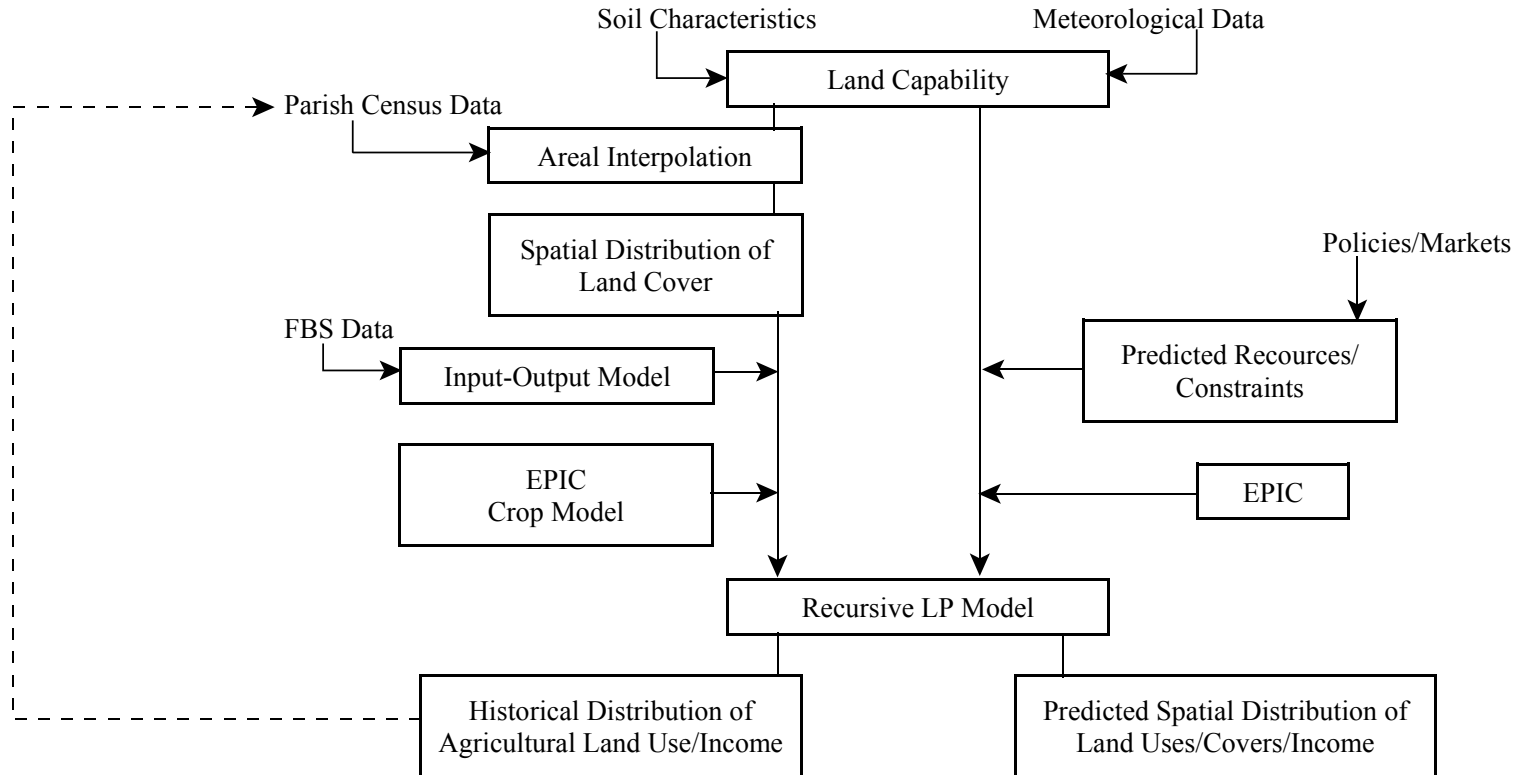 Soil Characteristics
Meteorological Data
Land Capability
Parish Census Data
Areal Interpolation
Spatial Distribution of
Land Cover
Policies/Markets
FBS Data
Input-Output Model
Predicted Recources/
Constraints
EPIC
Crop Model
EPIC
Recursive LP Model
Historical Distribution of
Agricultural Land Use/Income
Predicted Spatial Distribution of
Land Uses/Covers/Income